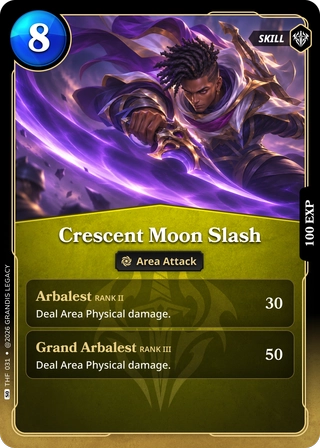 8
SKILL
Crescent Moon Slash
Area Attack
100 EXP
Arbalest RANK II
30
Deal Area Physical damage.
Grand Arbalest RANK III
50
Deal Area Physical damage.
THF 031 • @2026 GRANDIS LEGACY